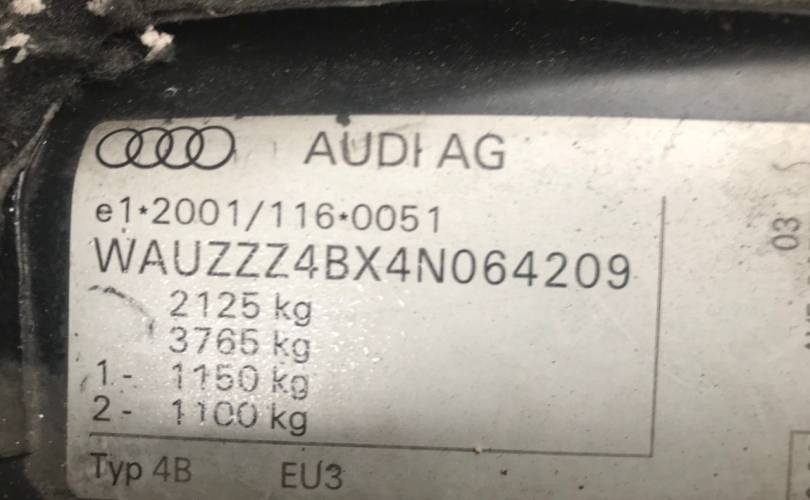 AUDI AG
e1*2001/116*0051
WAUZZZ4BX4N064209
2125 kg
3765 kg
1 - 1150 kg
2 - 1100 kg
Typ 4B EU3
03